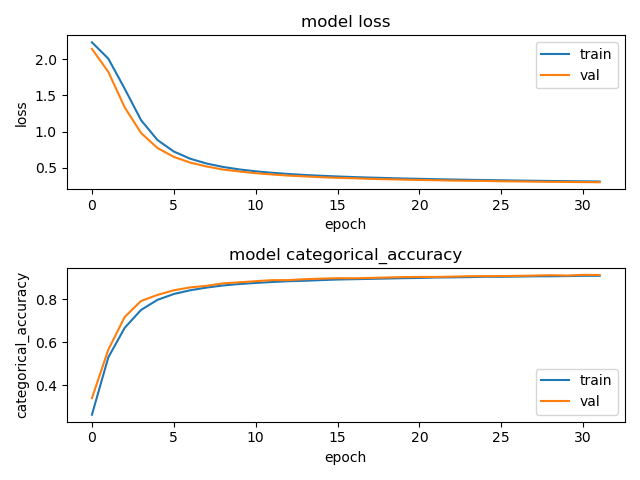 model loss
2.0
1.5
1.0
0.5
loss
train
val
0 5 10 15 20 25 30
epoch
model categorical_accuracy
0.8
0.6
0.4
categorical_accuracy
train
val
0 5 10 15 20 25 30
epoch